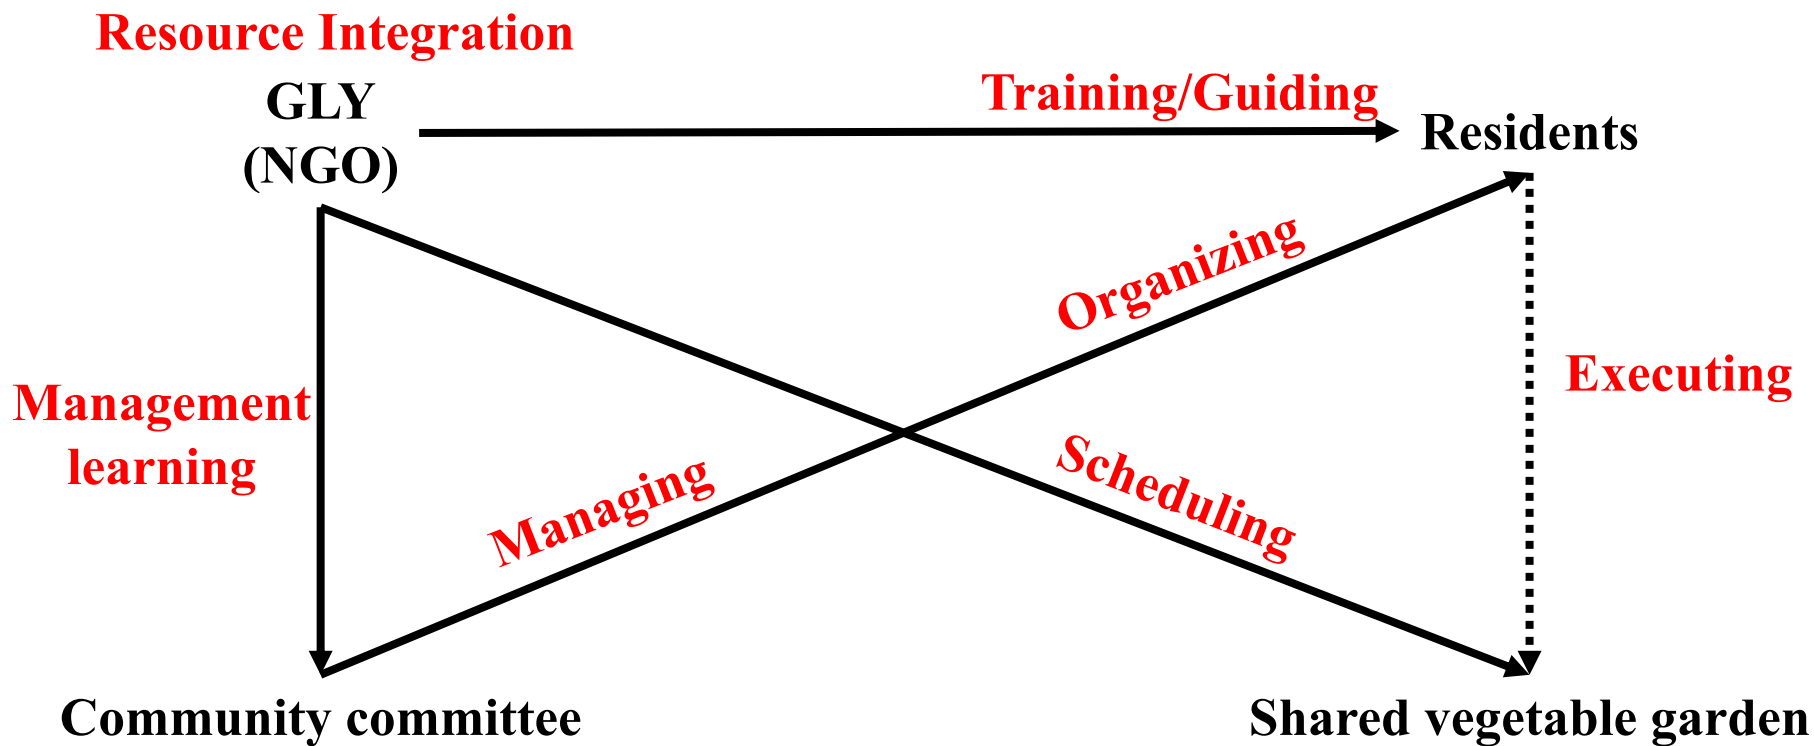 Resource Integration
GLY
(NGO)
Training/Guiding
Residents
Organizing
Executing
Management
learning
Managing
Scheduling
Community committee
Shared vegetable garden